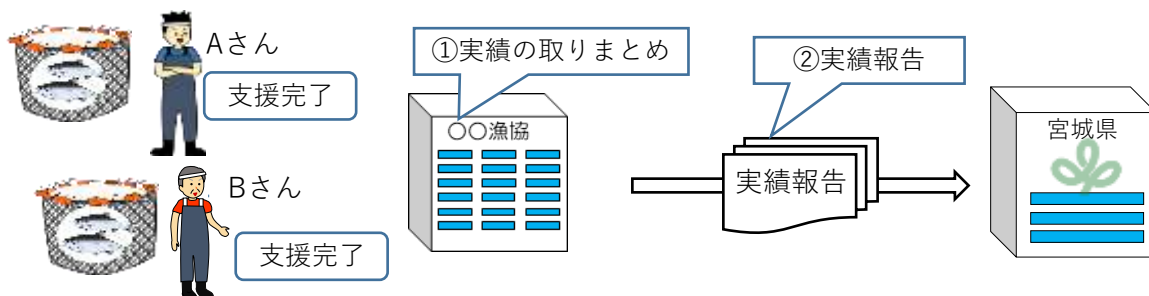 Aさん
支援完了
①実績の取りまとめ
〇〇漁協
②実績報告
実績報告
宮城県
Bさん
支援完了